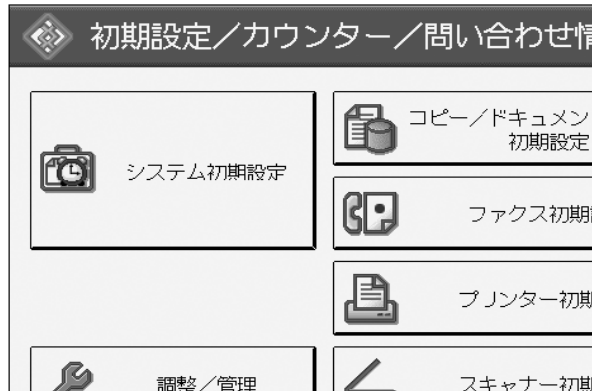 初期設定／カウンター／問い合わせ
システム初期設定
コピー／ドキュメン
初期設定
ファクス初期
プリンター初期
調整／管理
スキャナー初期